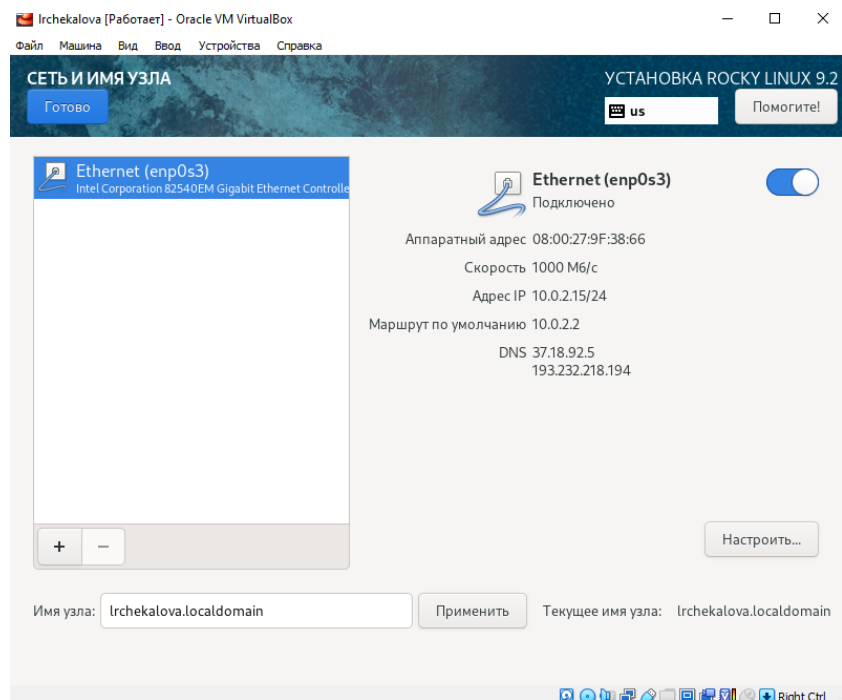 lrchekalova [Работает] - Oracle VM VirtualBox
Файл Машина Вид Ввод Устройства Справка
СЕТЬ И ИМЯ УЗЛА
УСТАНОВКА ROCKY LINUX 9.2
Готово
us
Помогите!
Ethernet (enp0s3)
Intel Corporation 82540EM Gigabit Ethernet Controlle
Ethernet (enp0s3)
Подключено
Аппаратный адрес 08:00:27:9F:38:66
Скорость 1000 Мб/с
Адрес IP 10.0.2.15/24
Маршрут по умолчанию 10.0.2.2
DNS 37.18.92.5
193.232.218.194
+ −
Настроить...
Имя узла: lrchekalova.localdomain Применить Текущее имя узла: lrchekalova.localdomain
Right Ctrl